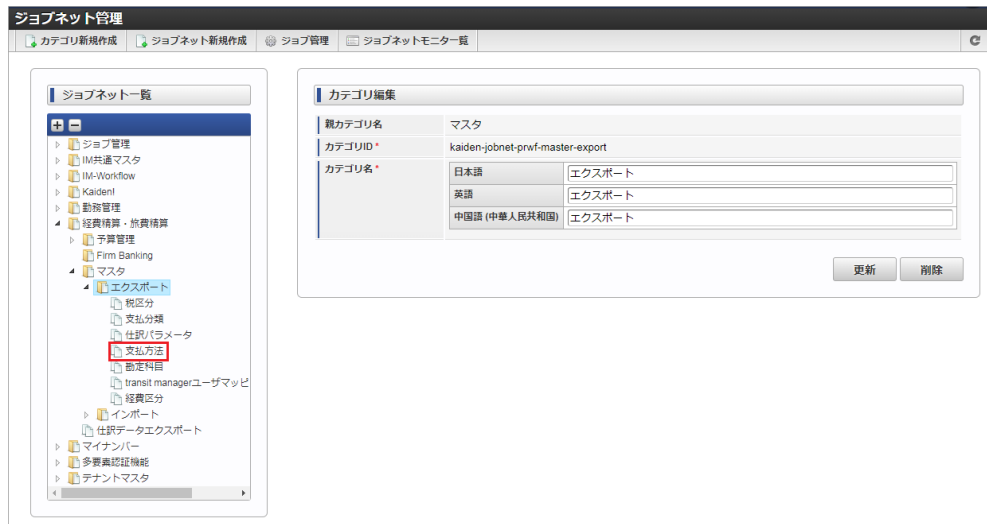 ジョブネット管理
カテゴリ新規作成 ジョブネット新規作成 ジョブ管理 ジョブネットモニター覧
ジョブネット一覧
ジョブ管理
IM共通マスタ
IM-Workflow
Kaiden!
勤務管理
経費精算・旅費精算
予算管理
Firm Banking
マスタ
エクスポート
税区分
支払分類
仕訳パラメータ
支払方法
勘定科目
transit managerユーザマッピ
経費区分
インポート
仕訳データエクスポート
マイナンバー
多要素認証機能
テナントマスタ
カテゴリ編集
親カテゴリ名 マスタ
カテゴリID* kaiden-jobnet-prwf-master-export
カテゴリ名* 日本語 エクスポート
英語 エクスポート
中国語 (中華人民共和国) エクスポート
更新 削除